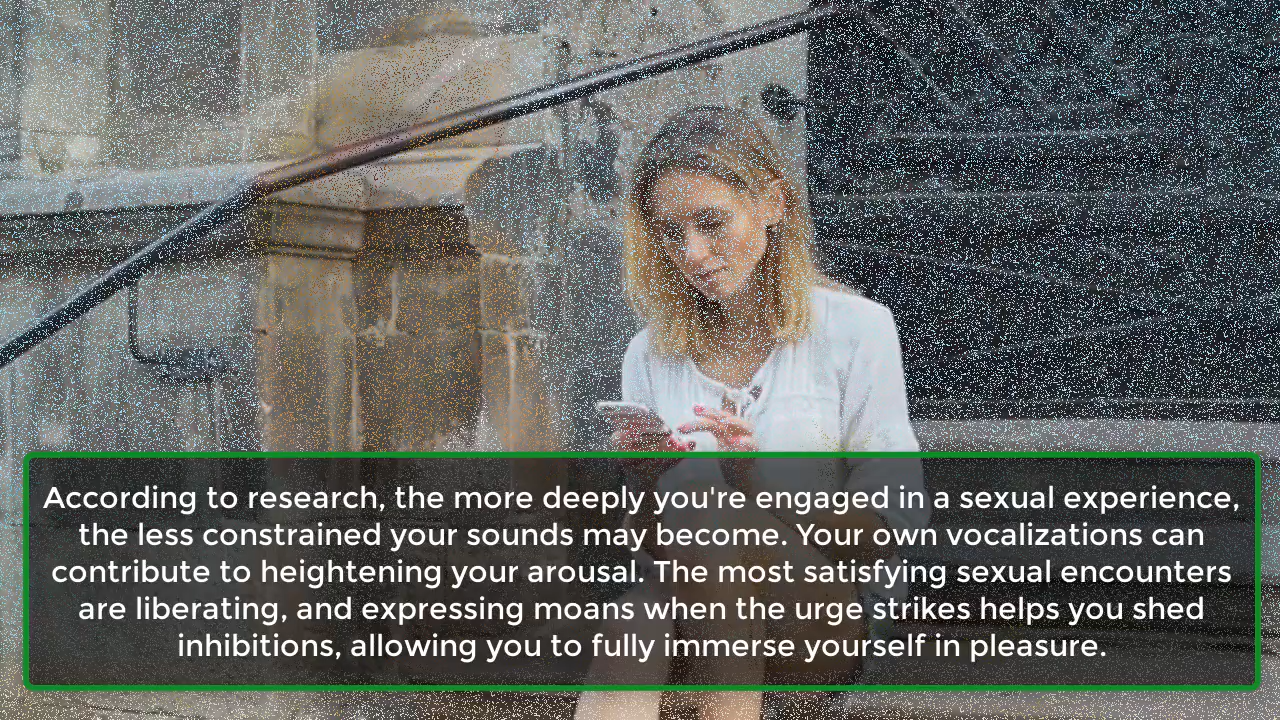 According to research, the more deeply you're engaged in a sexual experience,
the less constrained your sounds may become. Your own vocalizations can
contribute to heightening your arousal. The most satisfying sexual encounters
are liberating, and expressing moans when the urge strikes helps you shed
inhibitions, allowing you to fully immerse yourself in pleasure.